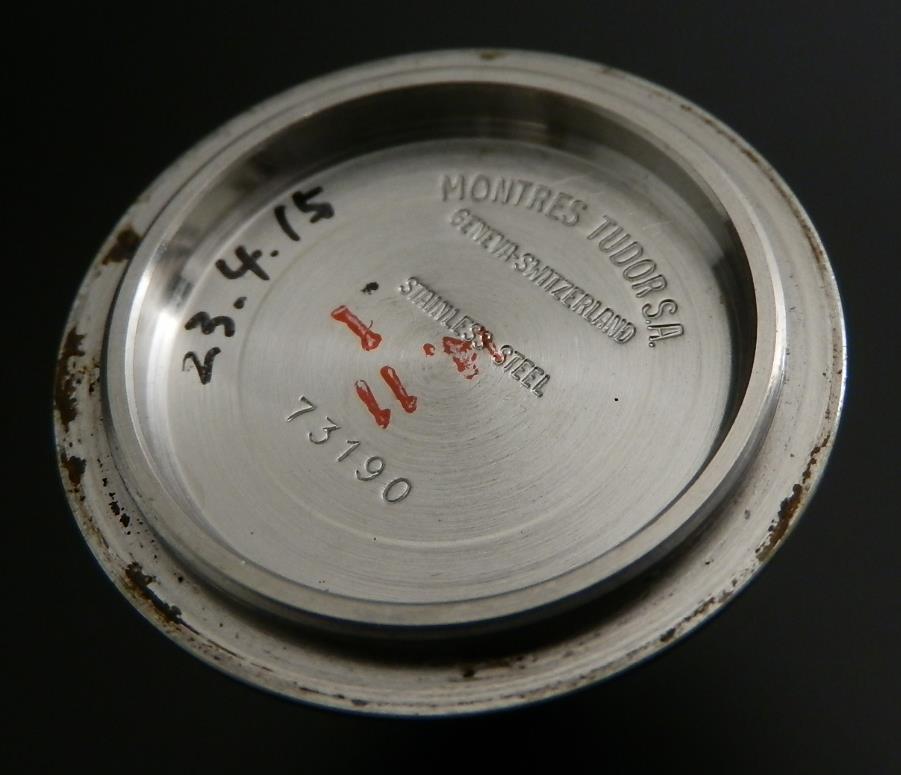 MONTRES TUDOR S.A.
GENEVA-SWITZERLAND
STAINLESS STEEL
73190
23.4.15